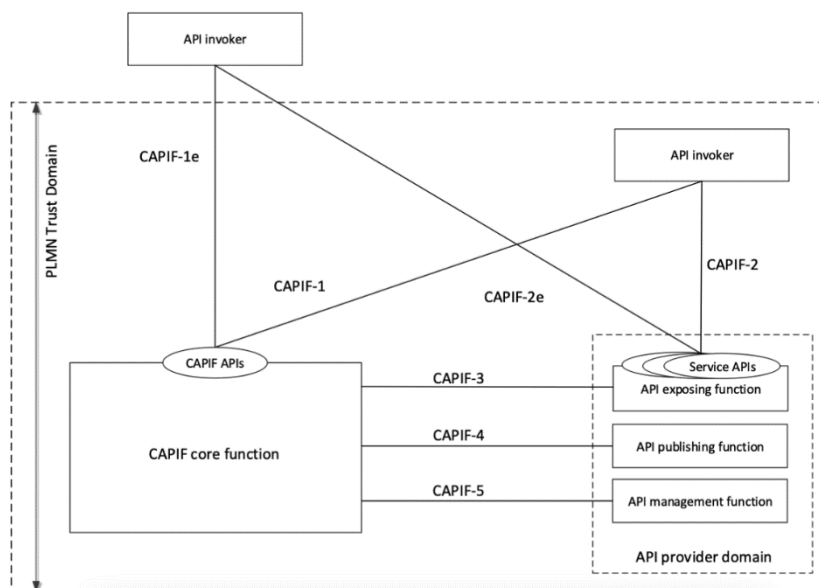 API invoker
CAPIF-1e
API invoker
PLMN Trust Domain
CAPIF-2
CAPIF-1
CAPIF-2e
CAPIF APIs
Service APIs
CAPIF-3
API exposing function
CAPIF-4
API publishing function
CAPIF core function
CAPIF-5
API management function
API provider domain